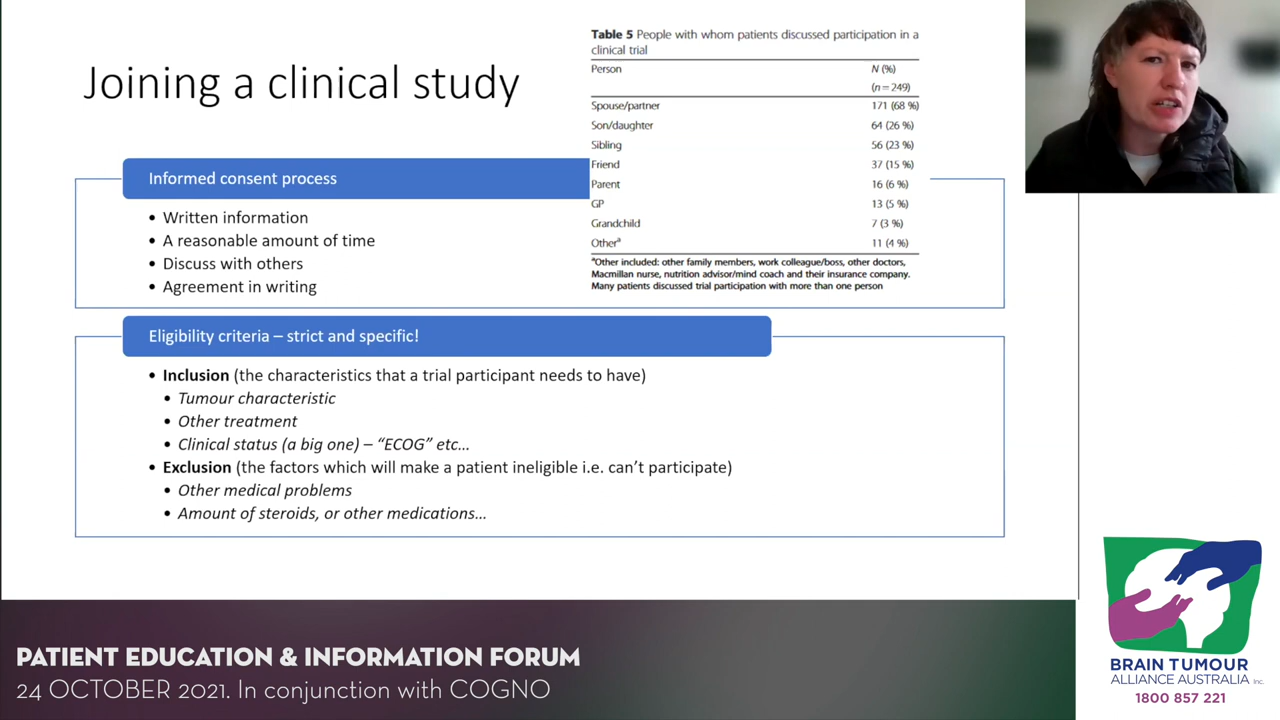 Joining a clinical study
Table 5 People with whom patients discussed participation in a
clinical trial
Person N (%)
(n = 249)
Spouse/partner 171 (68 %)
Son/daughter 64 (26 %)
Sibling 56 (23 %)
Friend 37 (15 %)
Parent 16 (6 %)
GP 13 (5 %)
Grandchild 7 (3 %)
Otherª 11 (4 %)
ªOther included: other family members, work colleague/boss, other doctors,
Macmillan nurse, nutrition advisor/mind coach and their insurance company.
Many patients discussed trial participation with more than one person
Informed consent process
• Written information
• A reasonable amount of time
• Discuss with others
• Agreement in writing
Eligibility criteria – strict and specific!
• Inclusion (the characteristics that a trial participant needs to have)
• Tumour characteristic
• Other treatment
• Clinical status (a big one) – “ECOG” etc...
• Exclusion (the factors which will make a patient ineligible i.e. can’t participate)
• Other medical problems
• Amount of steroids, or other medications...
PATIENT EDUCATION & INFORMATION FORUM
24 OCTOBER 2021. In conjunction with COGNO
BRAIN TUMOUR
ALLIANCE AUSTRALIA Inc.
1800 857 221